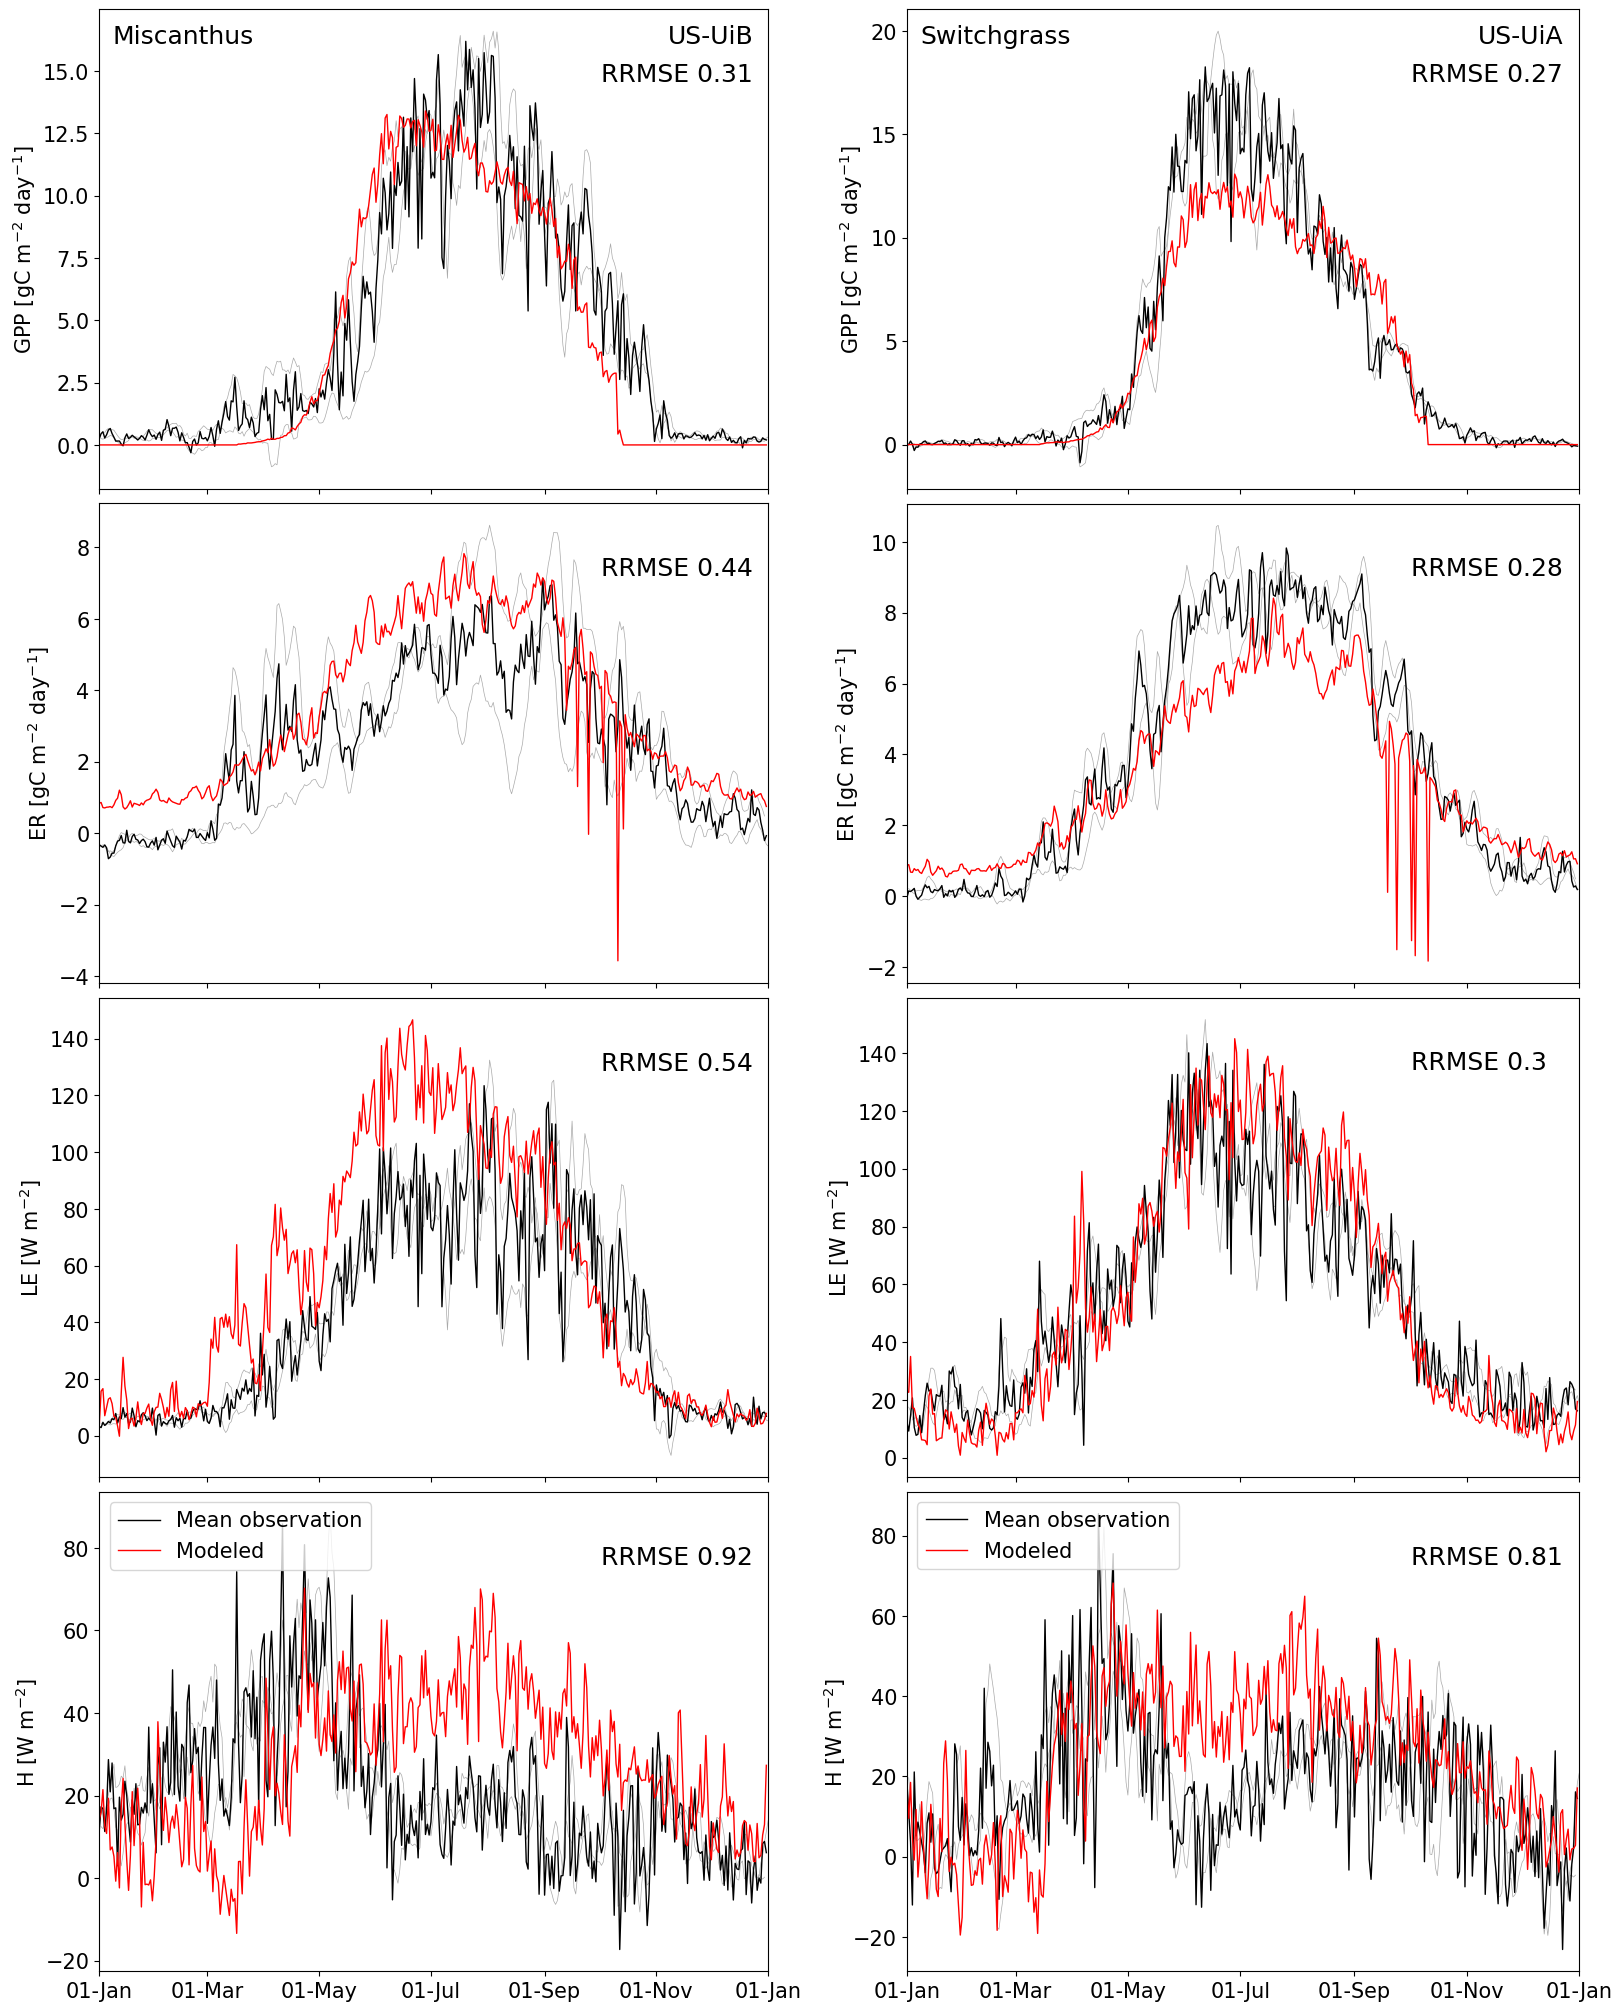 Miscanthus US-UiB
RRMSE 0.31
GPP [gC m⁻² day⁻¹]
15.0
12.5
10.0
7.5
5.0
2.5
0.0
Switchgrass US-UiA
RRMSE 0.27
GPP [gC m⁻² day⁻¹]
20
15
10
5
0
RRMSE 0.44
ER [gC m⁻² day⁻¹]
8
6
4
2
0
−2
−4
RRMSE 0.28
ER [gC m⁻² day⁻¹]
10
8
6
4
2
0
−2
RRMSE 0.54
LE [W m⁻²]
140
120
100
80
60
40
20
0
RRMSE 0.3
LE [W m⁻²]
140
120
100
80
60
40
20
0
Mean observation
Modeled
RRMSE 0.92
H [W m⁻²]
80
60
40
20
0
−20
01-Jan 01-Mar 01-May 01-Jul 01-Sep 01-Nov 01-Jan
Mean observation
Modeled
RRMSE 0.81
H [W m⁻²]
80
60
40
20
0
−20
01-Jan 01-Mar 01-May 01-Jul 01-Sep 01-Nov 01-Jan